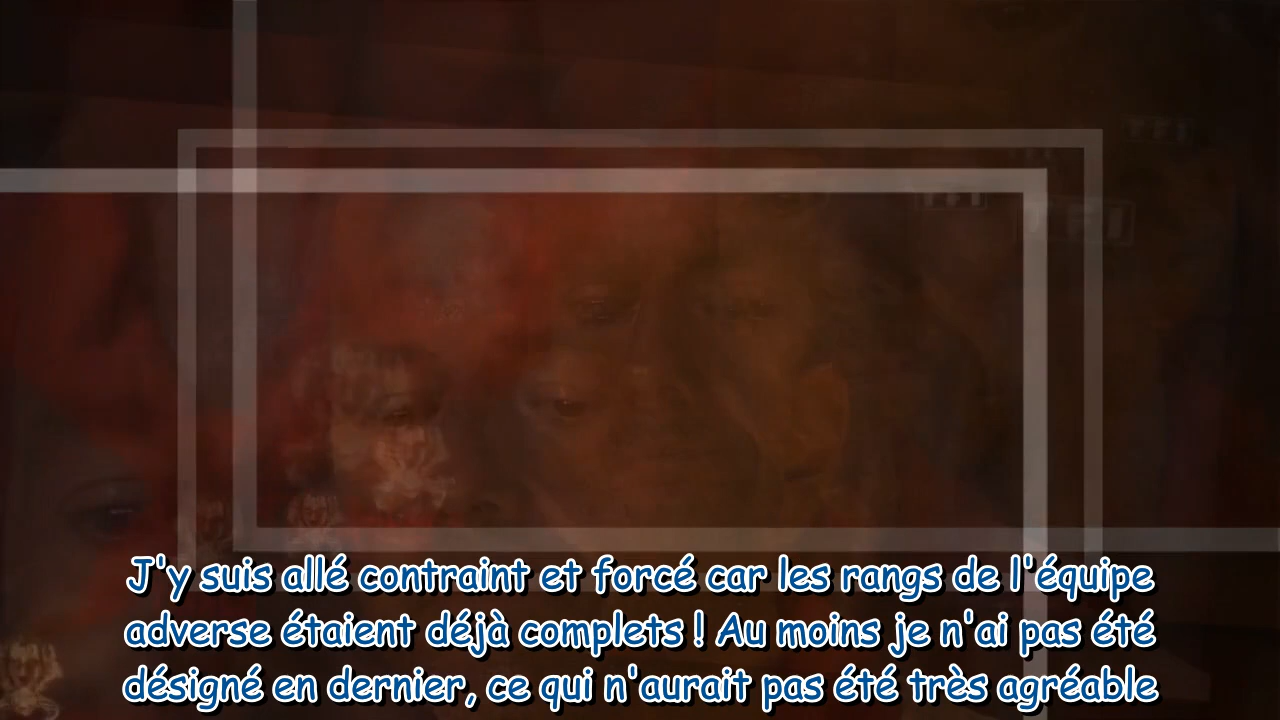 J'y suis allé contraint et forcé car les rangs de l'équipe
adverse étaient déjà complets ! Au moins je n'ai pas été
désigné en dernier, ce qui n'aurait pas été très agréable